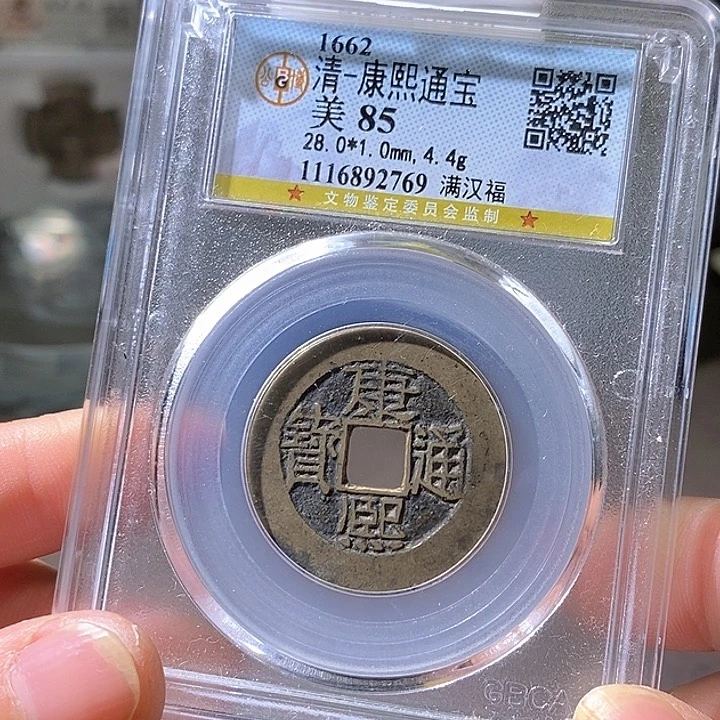 1662
清-康熙通宝
美 85
28.0*1.0mm, 4.4g
1116892769 满汉福
文物鉴定委员会监制
康
寶 通
熙
GBCA